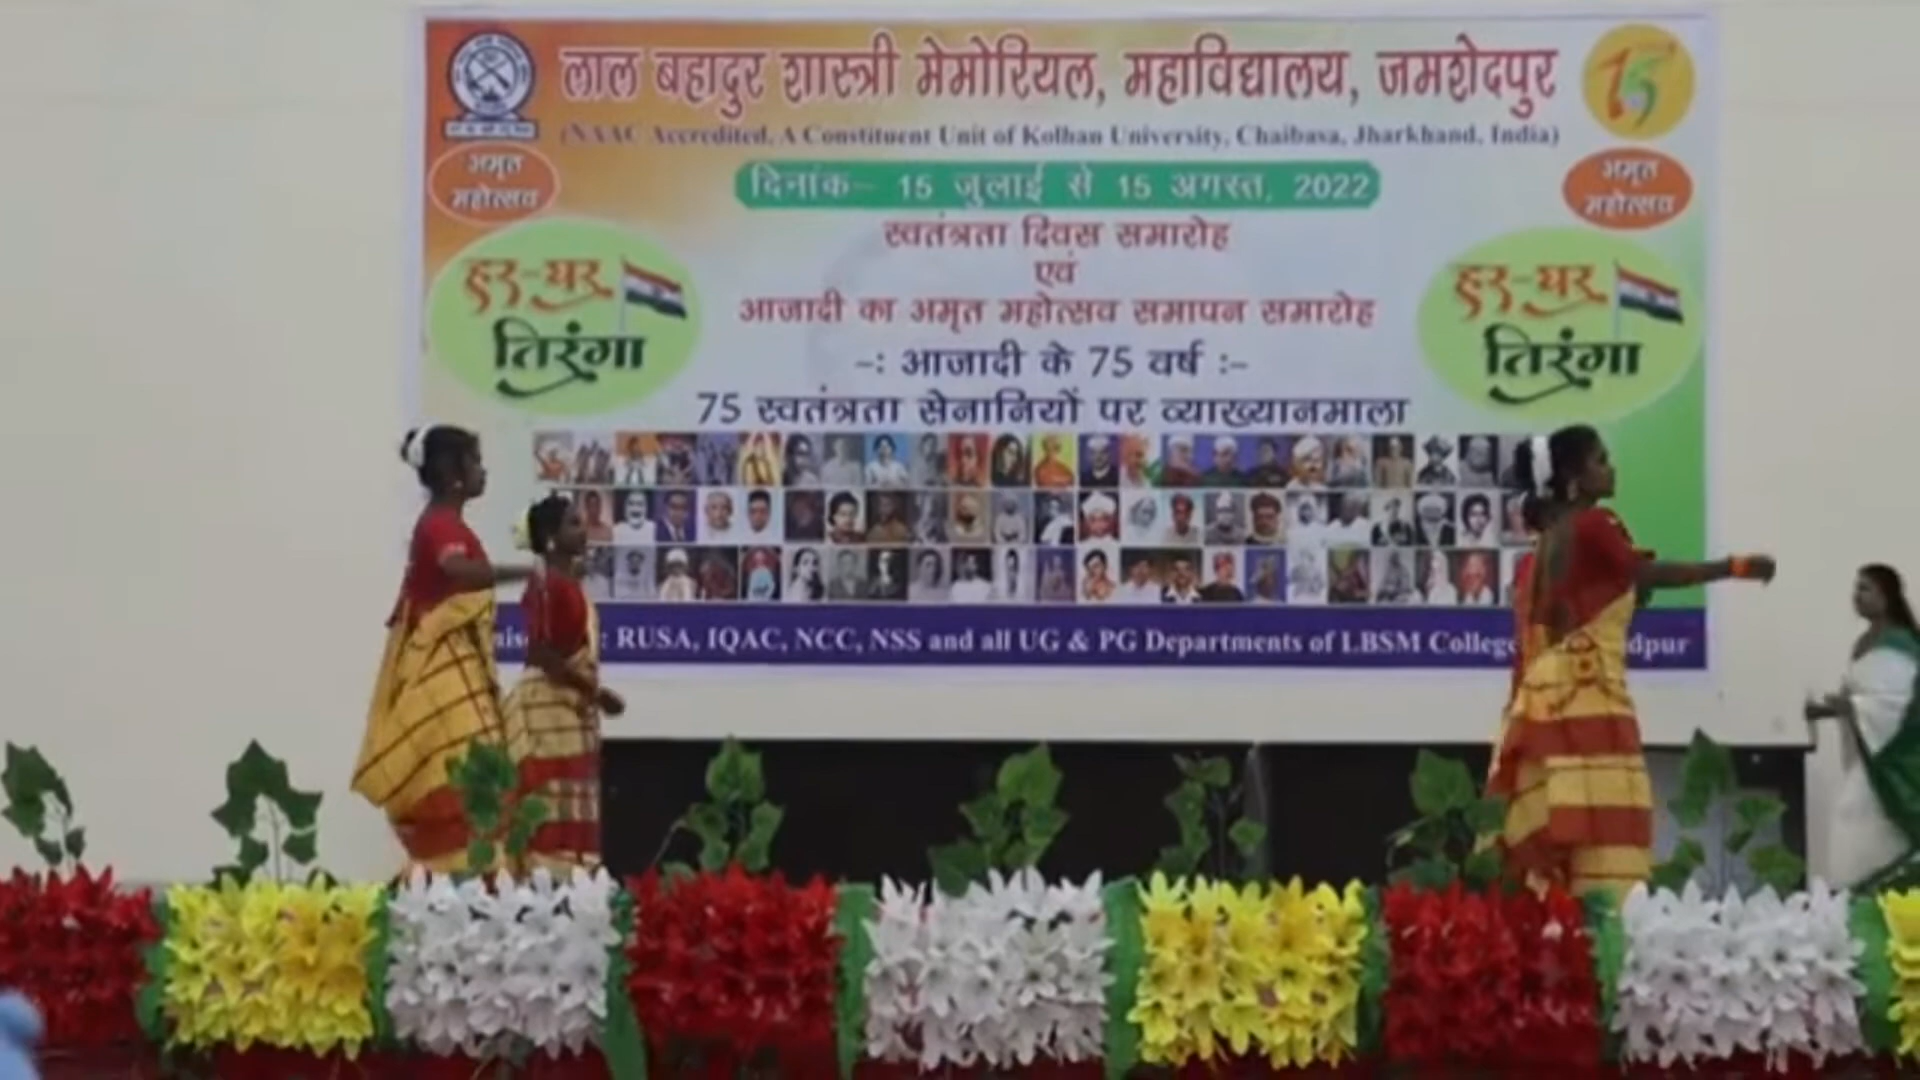 लाल बहादुर शास्त्री मेमोरियल, महाविद्यालय, जमशेदपुर
(NAAC Accredited, A Constituent Unit of Kolhan University, Chaibasa, Jharkhand, India)
अमृत
महोत्सव
अमृत
महोत्सव
दिनांक- 15 जुलाई से 15 अगस्त, 2022
स्वतंत्रता दिवस समारोह
एवं
आजादी का अमृत महोत्सव समापन समारोह
हर-घर
तिरंगा
हर-घर
तिरंगा
-: आजादी के 75 वर्ष :-
75 स्वतंत्रता सेनानियों पर व्याख्यानमाला
: RUSA, IQAC, NCC, NSS and all UG & PG Departments of LBSM College